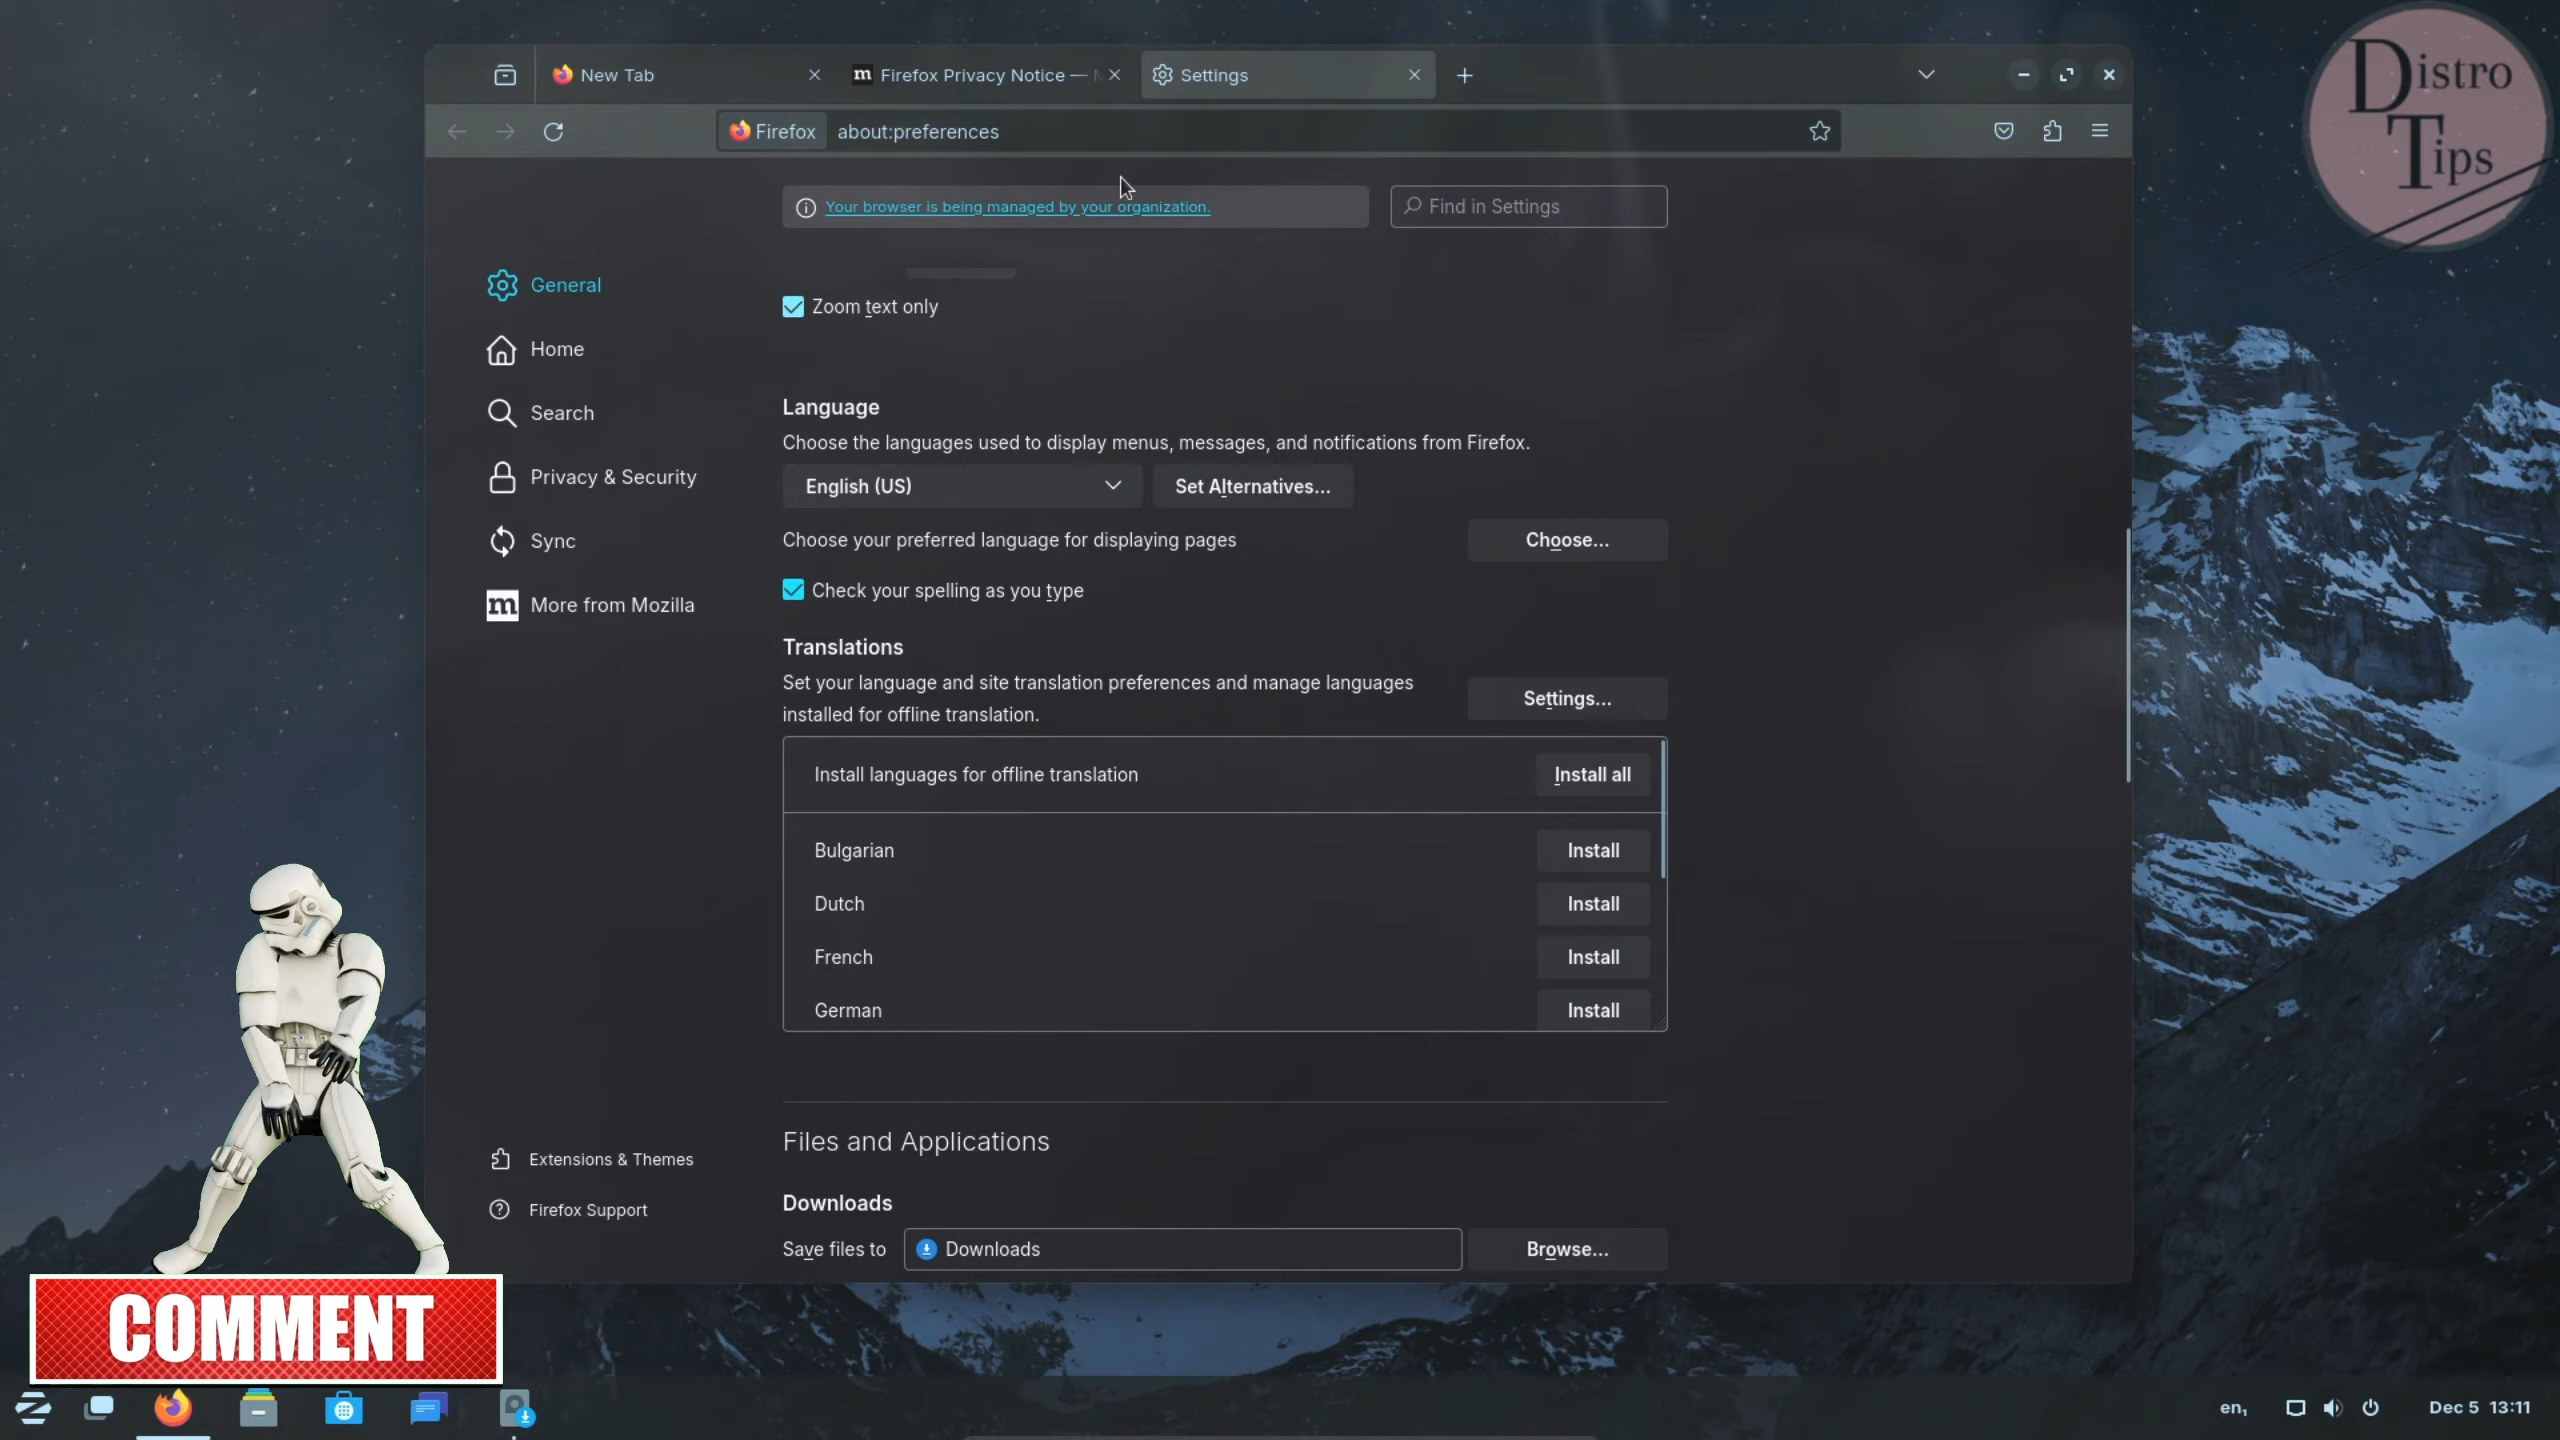 New Tab
Firefox Privacy Notice —
Settings
Firefox
about:preferences
Distro
Tips
Your browser is being managed by your organization.
Find in Settings
General
Home
Search
Privacy & Security
Sync
m More from Mozilla
Zoom text only
Language
Choose the languages used to display menus, messages, and notifications from Firefox.
English (US)
Set Alternatives...
Choose your preferred language for displaying pages
Choose...
Check your spelling as you type
Translations
Set your language and site translation preferences and manage languages
installed for offline translation.
Settings...
Install languages for offline translation
Install all
Bulgarian
Install
Dutch
Install
French
Install
German
Install
Files and Applications
Downloads
Save files to
Downloads
Browse...
Extensions & Themes
Firefox Support
COMMENT
en₁
Dec 5 13:11